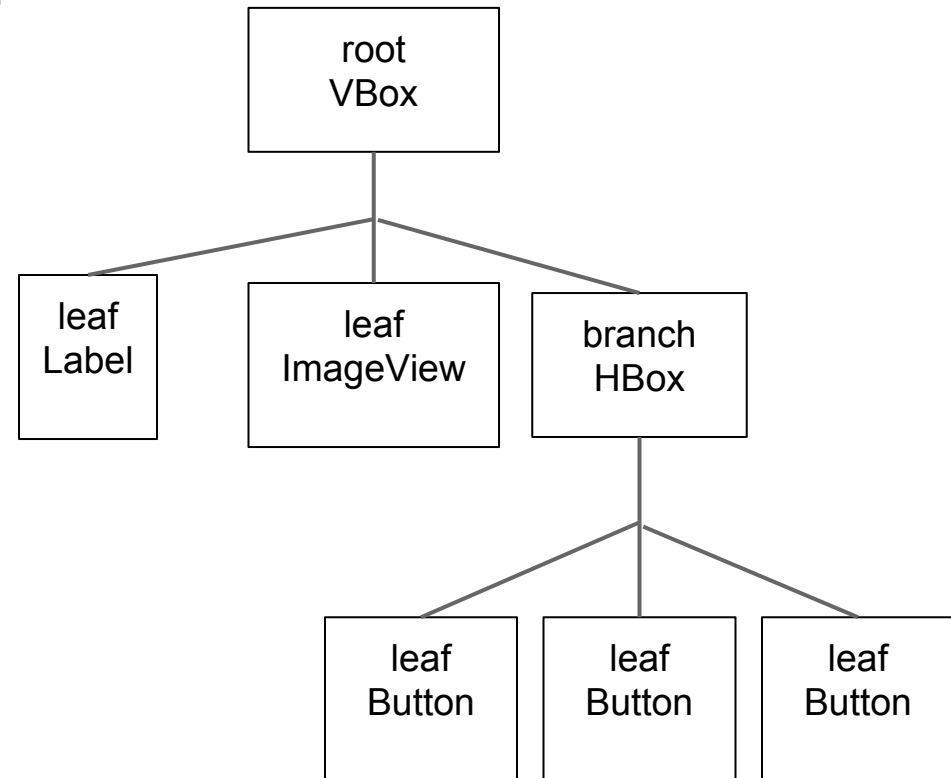 root
VBox
leaf
Label
leaf
ImageView
branch
HBox
leaf
Button
leaf
Button
leaf
Button